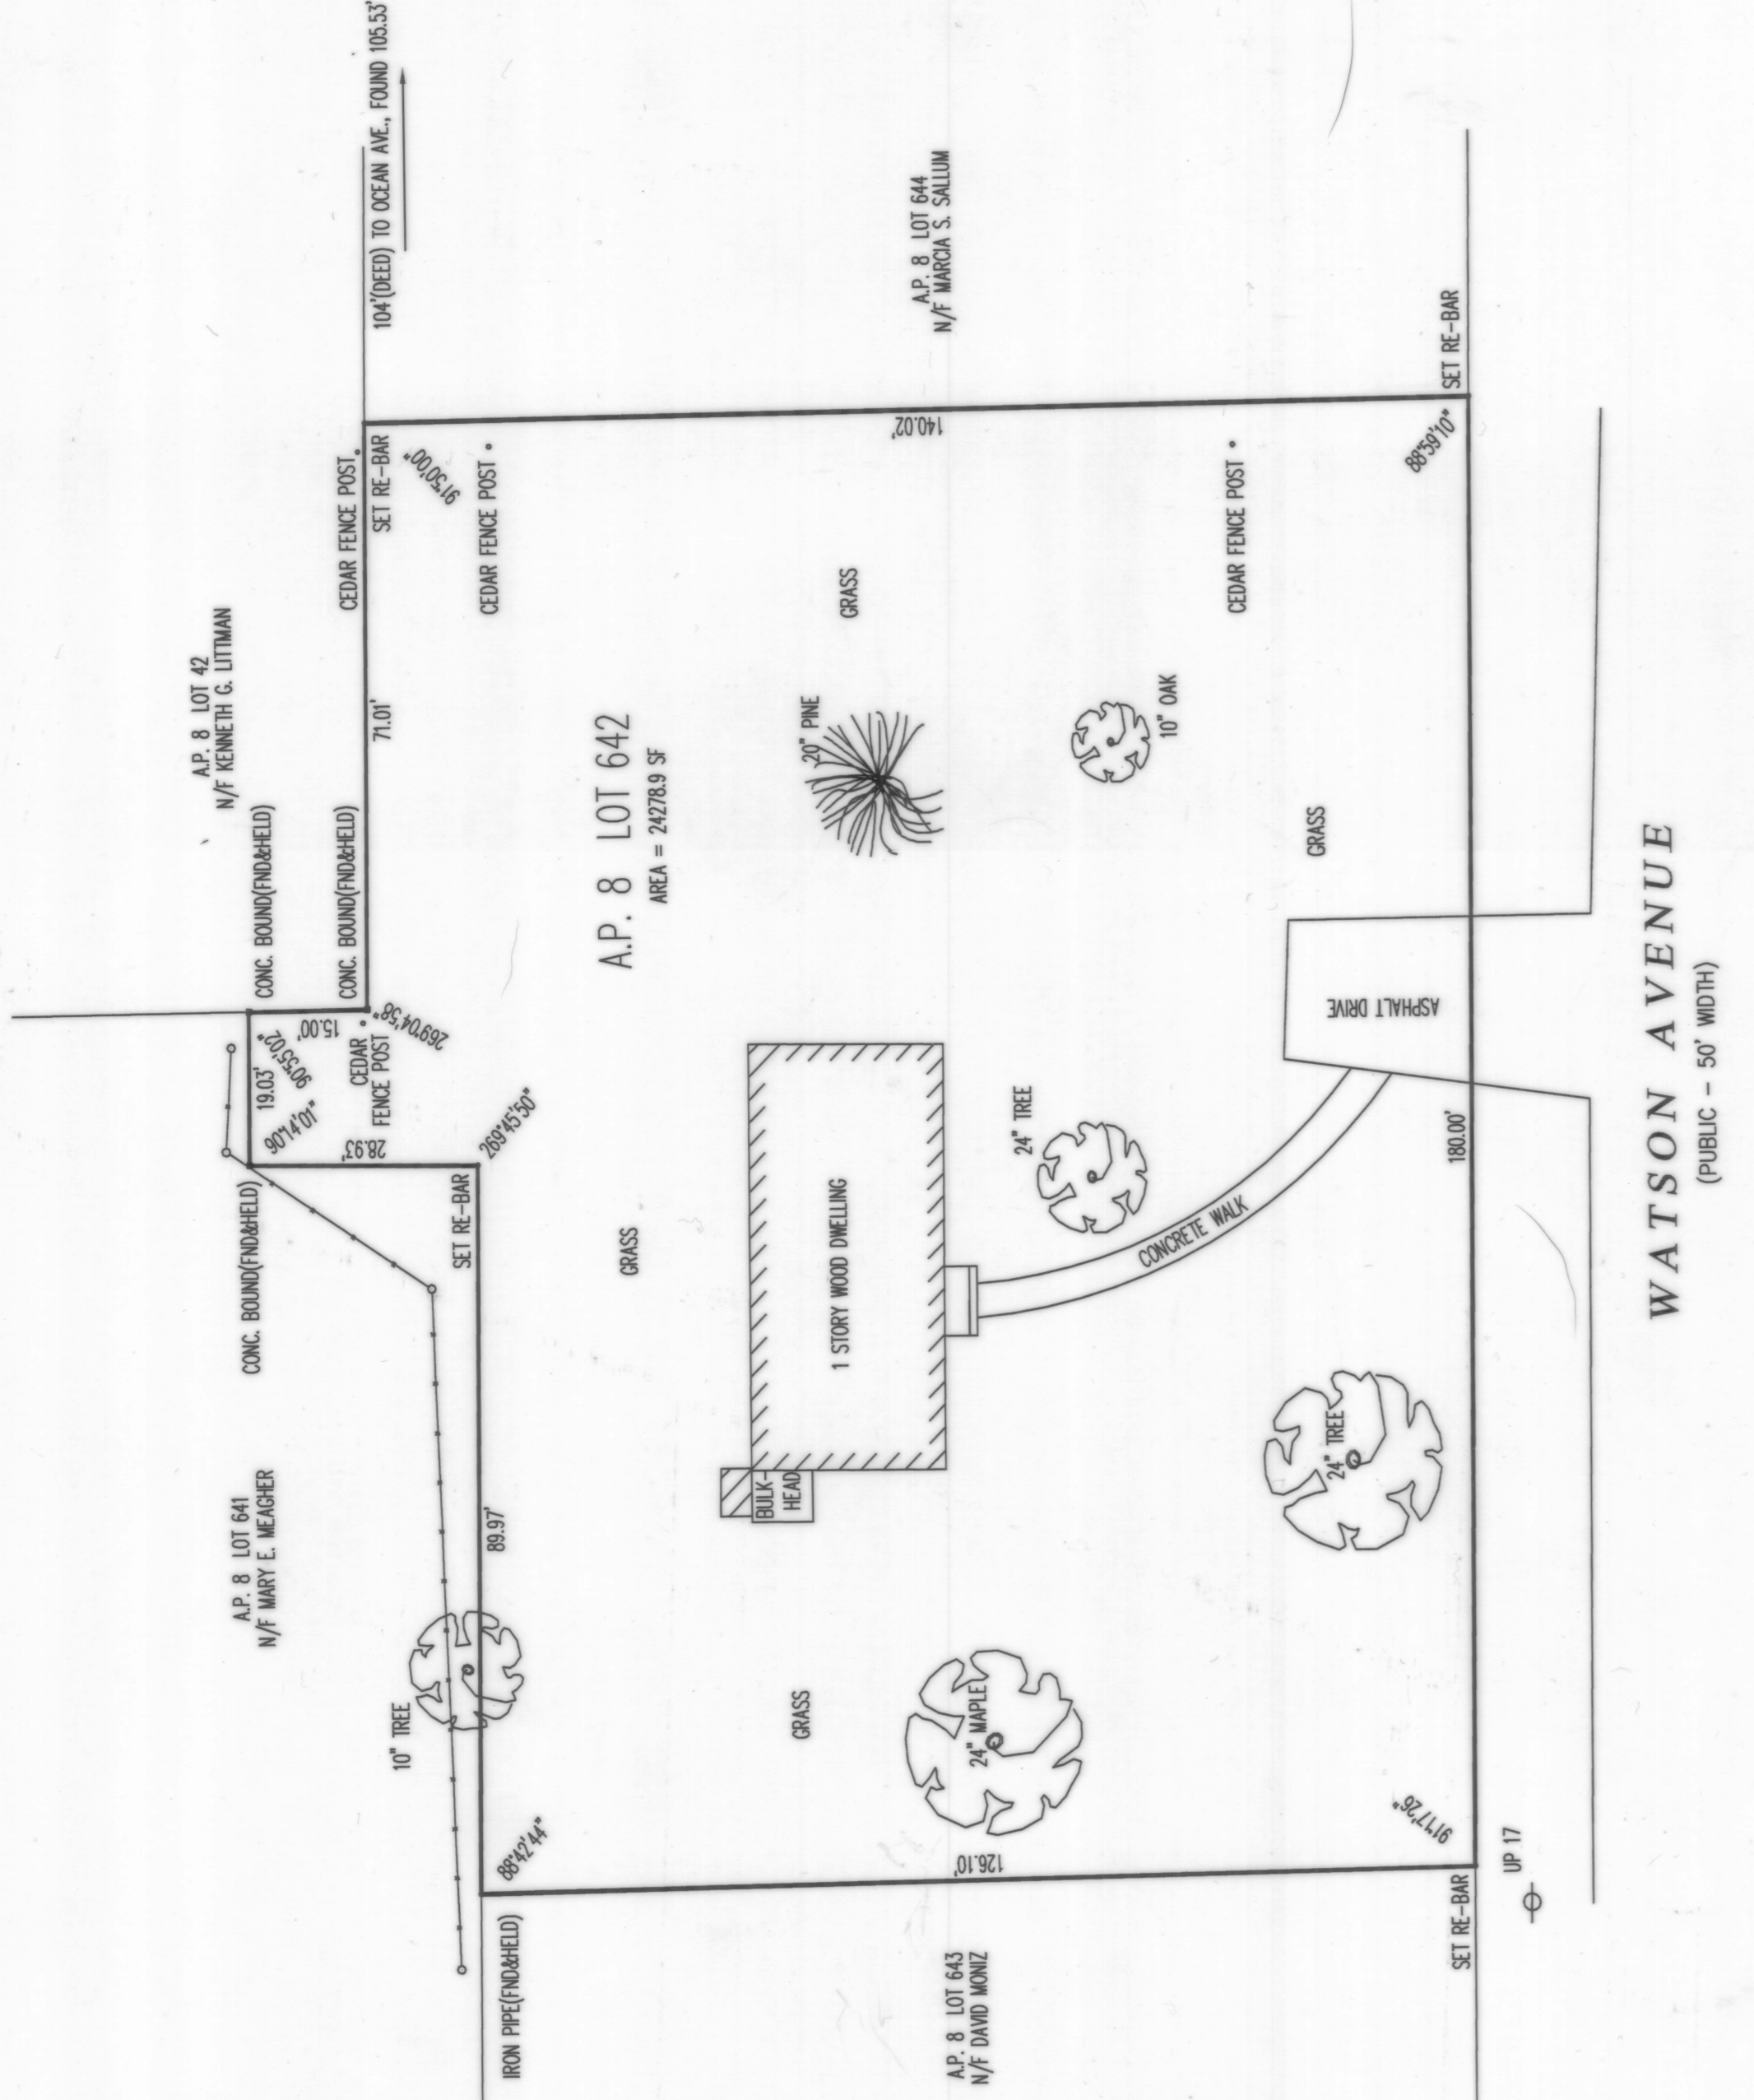 104'(DEED) TO OCEAN AVE., FOUND 105.53'
A.P. 8 LOT 42
N/F KENNETH G. LITTMAN
A.P. 8 LOT 644
N/F MARCIA S. SALLUM
A.P. 8 LOT 641
N/F MARY E. MEAGHER
A.P. 8 LOT 643
N/F DAVID MONIZ
CONC. BOUND(FND&HELD)
CONC. BOUND(FND&HELD)
CONC. BOUND(FND&HELD)
IRON PIPE(FND&HELD)
CEDAR FENCE POST
SET RE-BAR
91°50'00"
CEDAR FENCE POST
140.02'
CEDAR FENCE POST
SET RE-BAR
88°59'10"
71.01'
15.00'
269°04'58"
90°55'02"
19.03'
CEDAR
FENCE POST
90°14'01"
28.93'
269°45'50"
SET RE-BAR
89.97'
10" TREE
88°42'44"
126.10'
91°17'26"
SET RE-BAR
UP 17
180.00'
A.P. 8 LOT 642
AREA = 24278.9 SF
GRASS
20" PINE
10" OAK
GRASS
GRASS
GRASS
24" TREE
24" TREE
24" MAPLE
1 STORY WOOD DWELLING
BULK-
HEAD
CONCRETE WALK
ASPHALT DRIVE
WATSON AVENUE
(PUBLIC - 50' WIDTH)